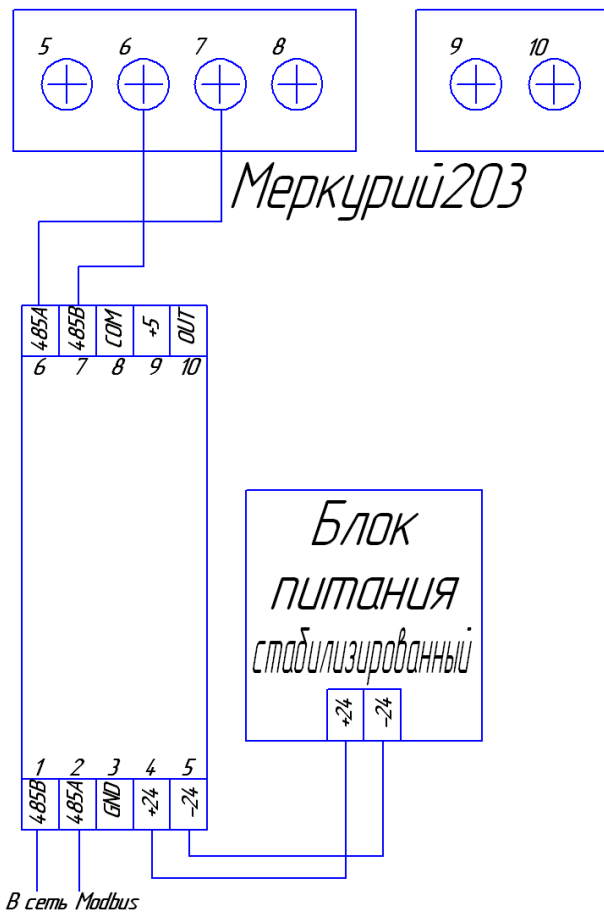 5 6 7 8 9 10
Меркурий203
485A 485B COM +5 OUT
6 7 8 9 10
Блок
питания
стабилизированный
+24 -24
1 2 3 4 5
485B 485A GND +24 -24
В сеть Modbus